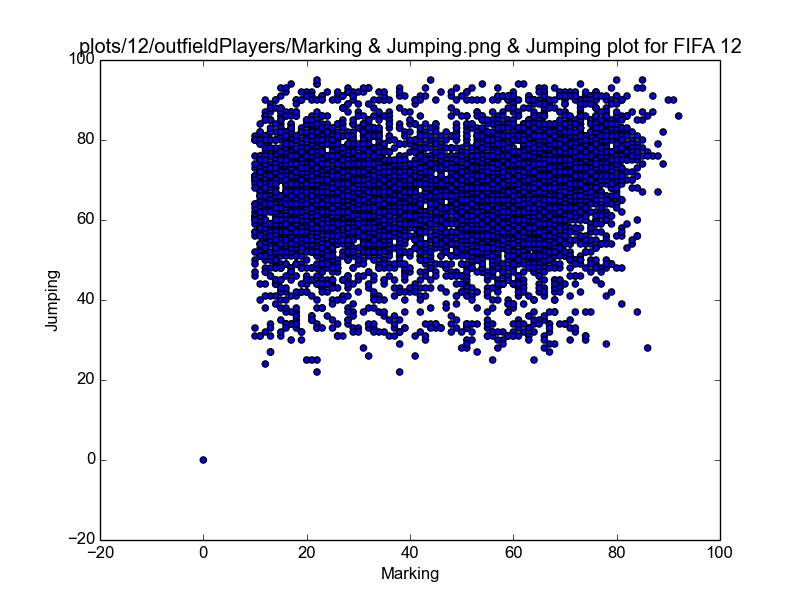 plots/12/outfieldPlayers/Marking & Jumping.png & Jumping plot for FIFA 12
100
80
60
40
20
0
−20
Jumping
−20 0 20 40 60 80 100
Marking